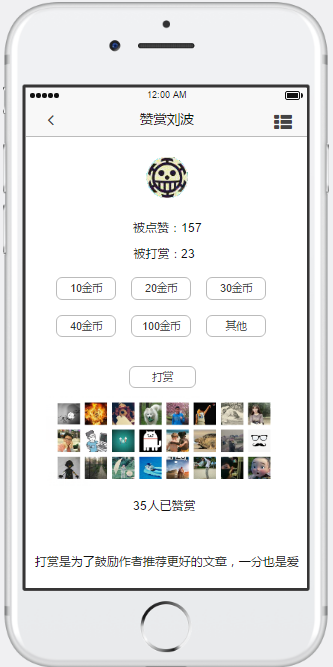 12:00 AM
赞赏刘波
被点赞：157
被打赏：23
10金币 20金币 30金币
40金币 100金币 其他
打赏
35人已赞赏
打赏是为了鼓励作者推荐更好的文章，一分也是爱